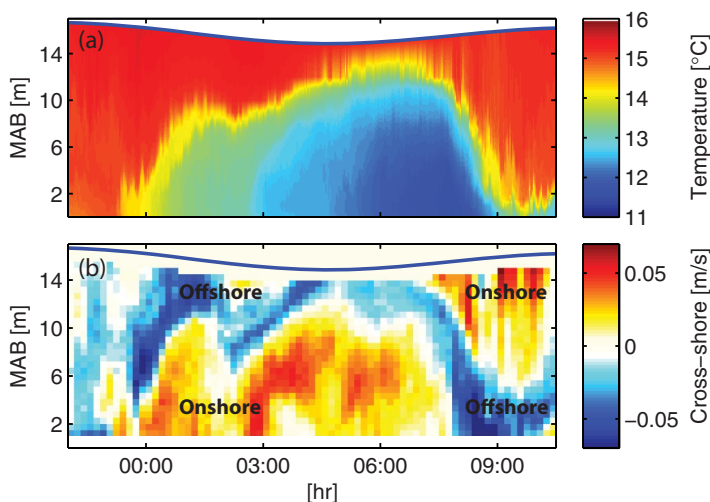 (a)
MAB [m]
14
10
6
2
16
15
14
13
12
11
Temperature [°C]
(b)
Offshore
Onshore
Onshore
Offshore
MAB [m]
14
10
6
2
00:00
03:00
06:00
09:00
[hr]
0.05
0
−0.05
Cross−shore [m/s]